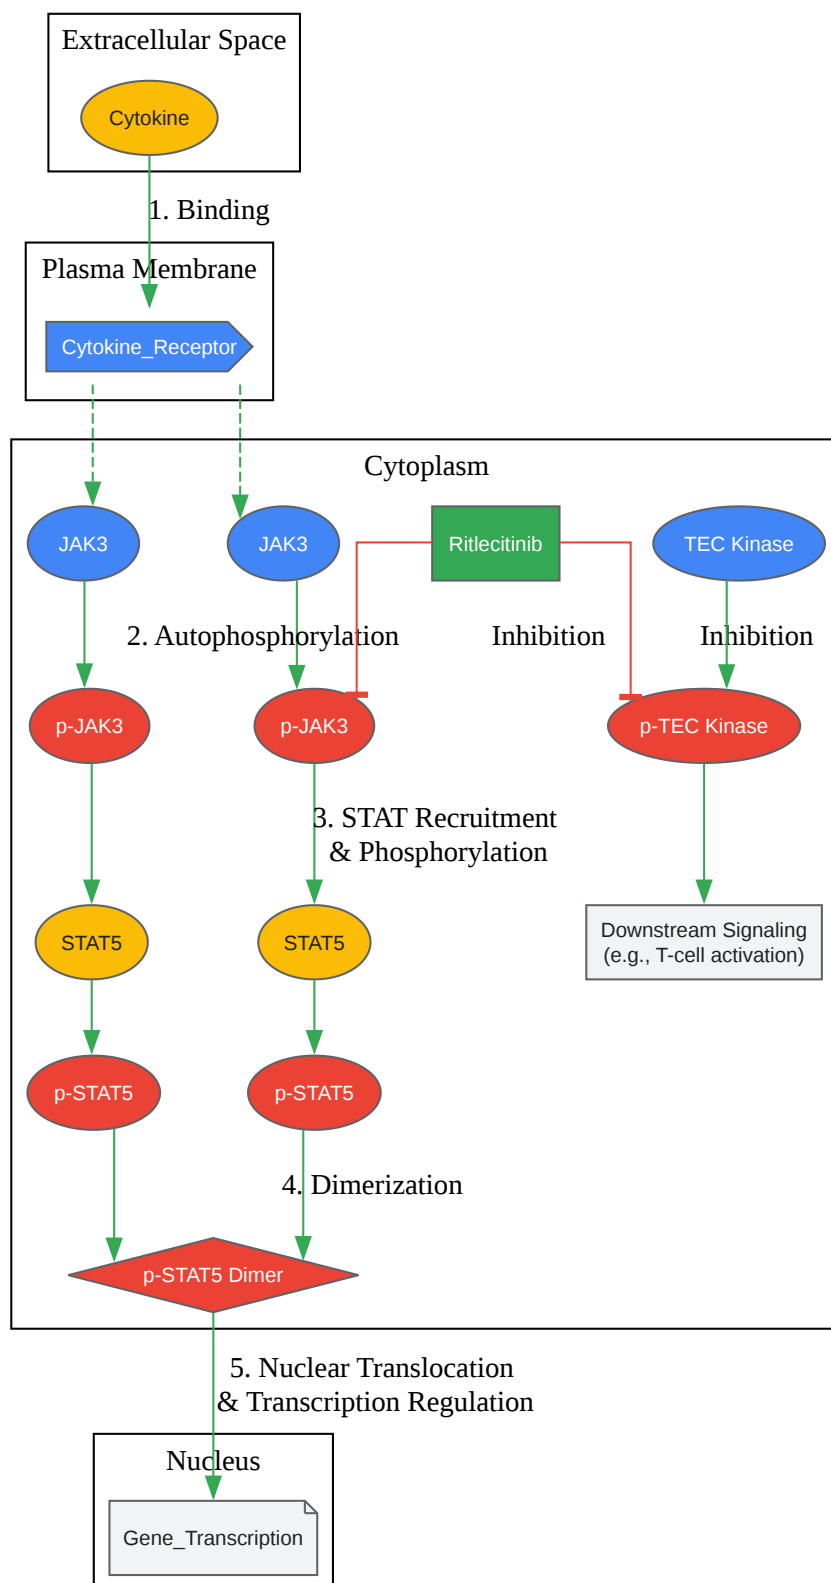 Extracellular Space
Cytokine
1. Binding
Plasma Membrane
Cytokine_Receptor
Cytoplasm
JAK3
JAK3
Ritlecitinib
TEC Kinase
2. Autophosphorylation
Inhibition
Inhibition
p-JAK3
p-JAK3
p-TEC Kinase
3. STAT Recruitment
& Phosphorylation
STAT5
STAT5
Downstream Signaling
(e.g., T-cell activation)
p-STAT5
p-STAT5
4. Dimerization
p-STAT5 Dimer
5. Nuclear Translocation
& Transcription Regulation
Nucleus
Gene_Transcription